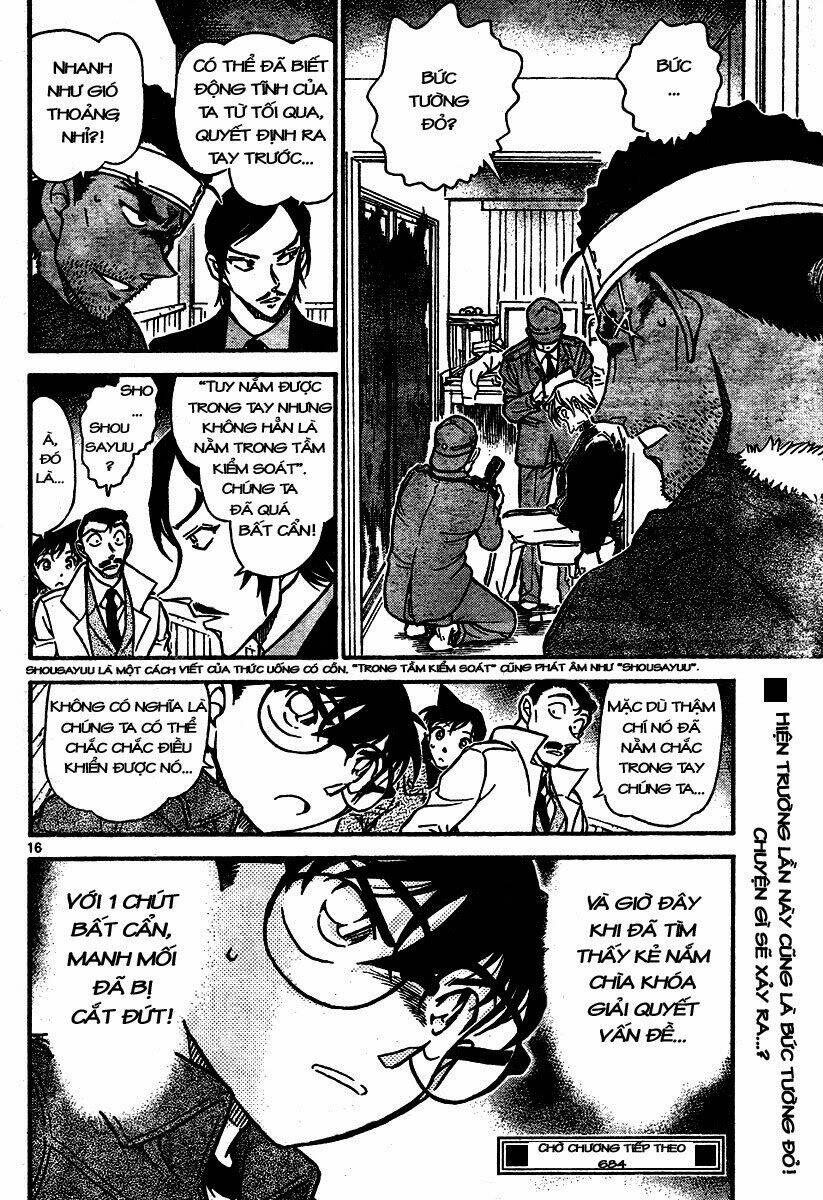 BỨC
...
BỨC
TƯỜNG
ĐỎ?
CÓ THỂ ĐÃ BIẾT
ĐỘNG TĨNH CỦA
TA TỪ TỐI QUA,
QUYẾT ĐỊNH RA
TAY TRƯỚC...
NHANH
NHƯ GIÓ
THOẢNG
NHỈ?!
"TUY NẮM ĐƯỢC
TRONG TAY NHƯNG
KHÔNG HẲN LÀ
NẰM TRONG TẦM
KIỂM SOÁT".
CHÚNG TA
ĐÃ QUÁ
BẤT CẨN!
SHO
...
SHOU
SAYUU
?
À,
ĐÓ
LÀ...
SHOUSAYUU LÀ MỘT CÁCH VIẾT CỦA THỨC UỐNG CÓ CỒN. "TRONG TẦM KIỂM SOÁT" CŨNG PHÁT ÂM NHƯ "SHOUSAYUU".
MẶC DÙ THẬM
CHÍ NÓ ĐÃ
NẰM CHẮC
TRONG TAY
CHÚNG TA...
KHÔNG CÓ NGHĨA LÀ
CHÚNG TA CÓ THỂ
CHẮC CHẮC ĐIỀU
KHIỂN ĐƯỢC NÓ...
16
VÀ GIỜ ĐÂY
KHI ĐÃ TÌM
THẤY KẺ NẮM
CHÌA KHÓA
GIẢI QUYẾT
VẤN ĐỀ...
VỚI 1 CHÚT
BẤT CẨN,
MANH MỐI
ĐÃ BỊ
CẮT ĐỨT!
HIỆN TRƯỜNG LẦN NÀY CŨNG LÀ BỨC TƯỜNG ĐỎ!
CHUYỆN GÌ SẼ XẢY RA...?
CHỜ CHƯƠNG TIẾP THEO
684